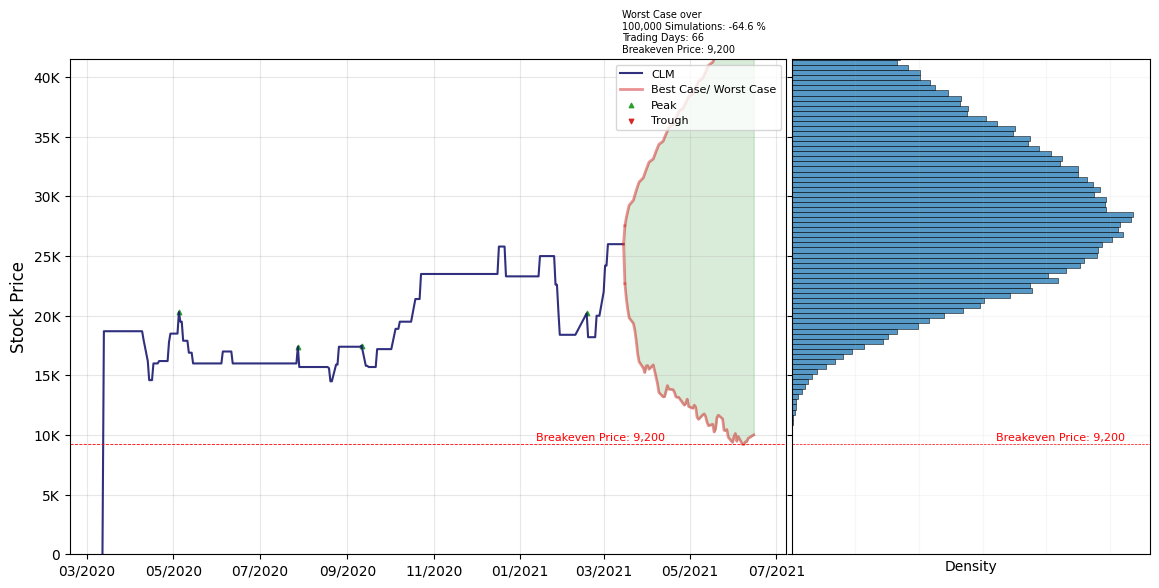 Worst Case over
100,000 Simulations: -64.6 %
Trading Days: 66
Breakeven Price: 9,200
CLM
Best Case/ Worst Case
Peak
Trough
40K
35K
30K
25K
20K
15K
10K
5K
0
Stock Price
Breakeven Price: 9,200
Breakeven Price: 9,200
03/2020 05/2020 07/2020 09/2020 11/2020 01/2021 03/2021 05/2021 07/2021
Density